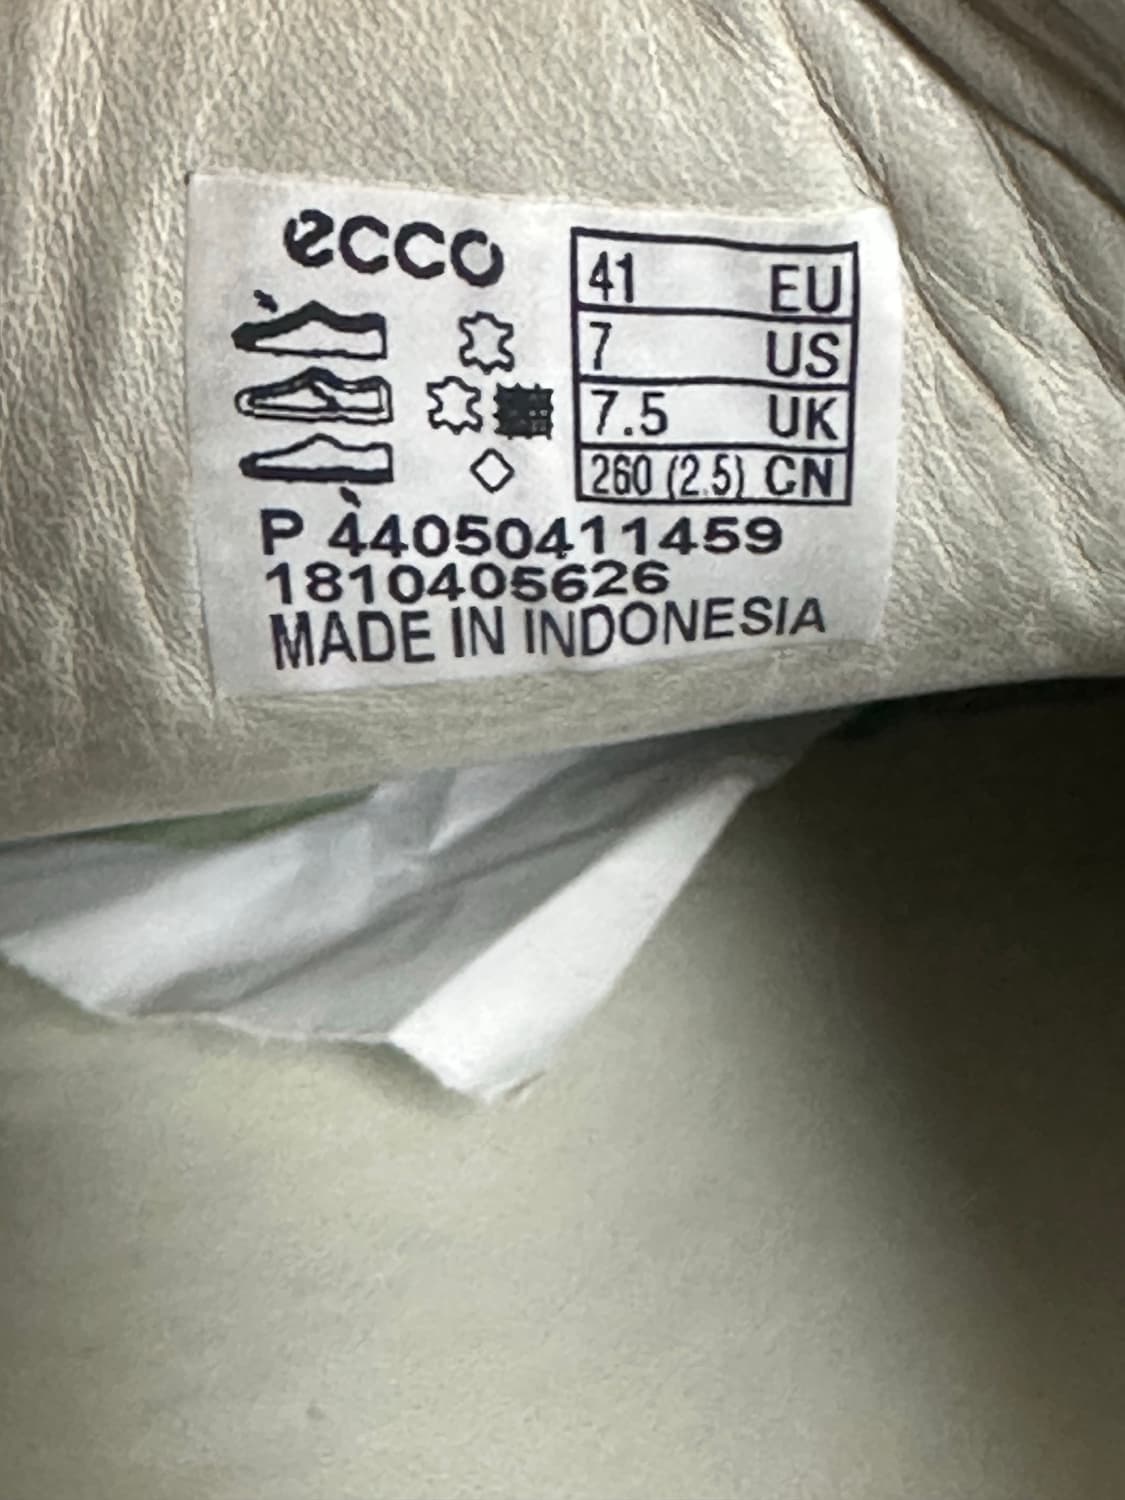 ecco
41 EU
7 US
7.5 UK
260 (2.5) CN
P 44050411459
1810405626
MADE IN INDONESIA